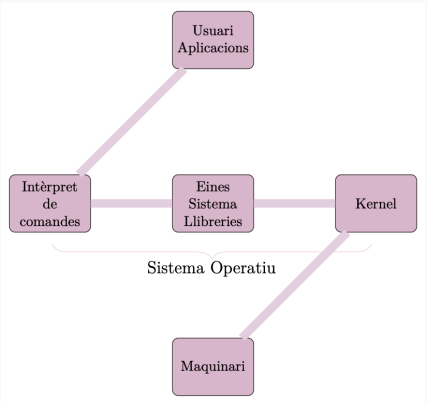 Usuari
Aplicacions
Intèrpret
de
comandes
Eines
Sistema
Llibreries
Kernel
Sistema Operatiu
Maquinari